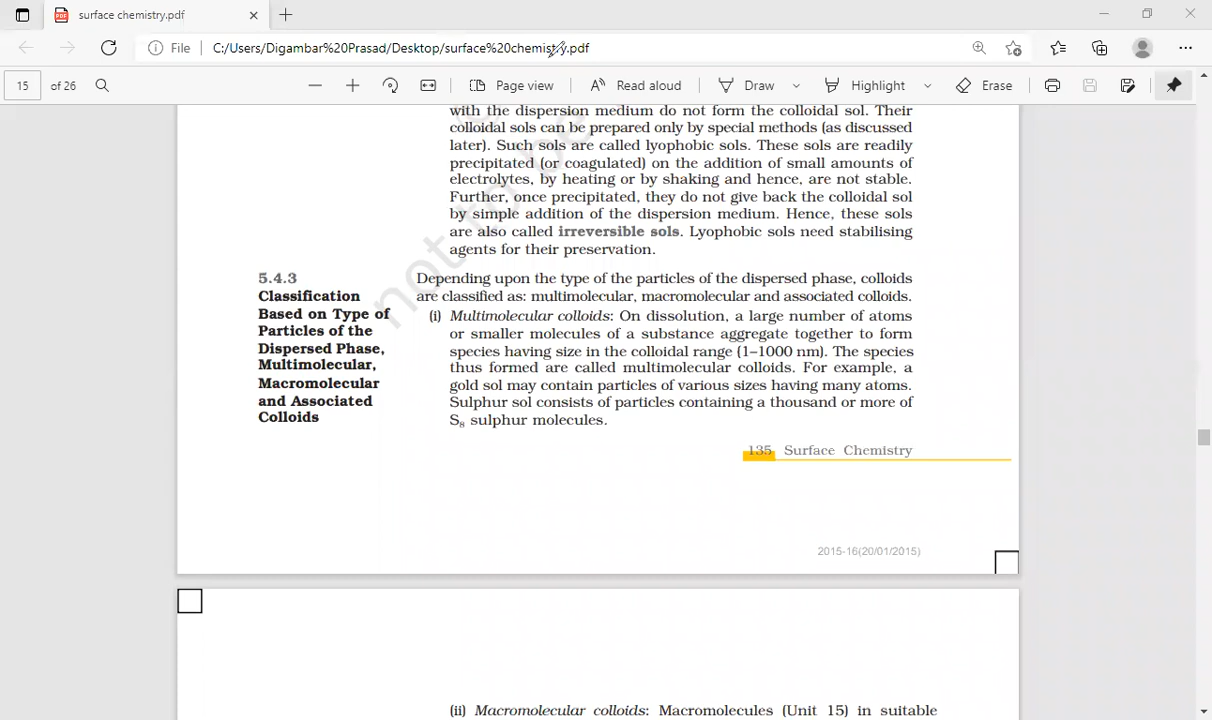 surface chemistry.pdf
File
C:/Users/Digambar%20Prasad/Desktop/surface%20chemistry.pdf
15 of 26
Page view
Read aloud
Draw
Highlight
Erase
with the dispersion medium do not form the colloidal sol. Their
colloidal sols can be prepared only by special methods (as discussed
later). Such sols are called lyophobic sols. These sols are readily
precipitated (or coagulated) on the addition of small amounts of
electrolytes, by heating or by shaking and hence, are not stable.
Further, once precipitated, they do not give back the colloidal sol
by simple addition of the dispersion medium. Hence, these sols
are also called irreversible sols. Lyophobic sols need stabilising
agents for their preservation.
not to be
5.4.3
Classification
Based on Type of
Particles of the
Dispersed Phase,
Multimolecular,
Macromolecular
and Associated
Colloids
Depending upon the type of the particles of the dispersed phase, colloids
are classified as: multimolecular, macromolecular and associated colloids.
(i) Multimolecular colloids: On dissolution, a large number of atoms
or smaller molecules of a substance aggregate together to form
species having size in the colloidal range (1–1000 nm). The species
thus formed are called multimolecular colloids. For example, a
gold sol may contain particles of various sizes having many atoms.
Sulphur sol consists of particles containing a thousand or more of
S₈ sulphur molecules.
135 Surface Chemistry
2015-16(20/01/2015)
(ii) Macromolecular colloids: Macromolecules (Unit 15) in suitable